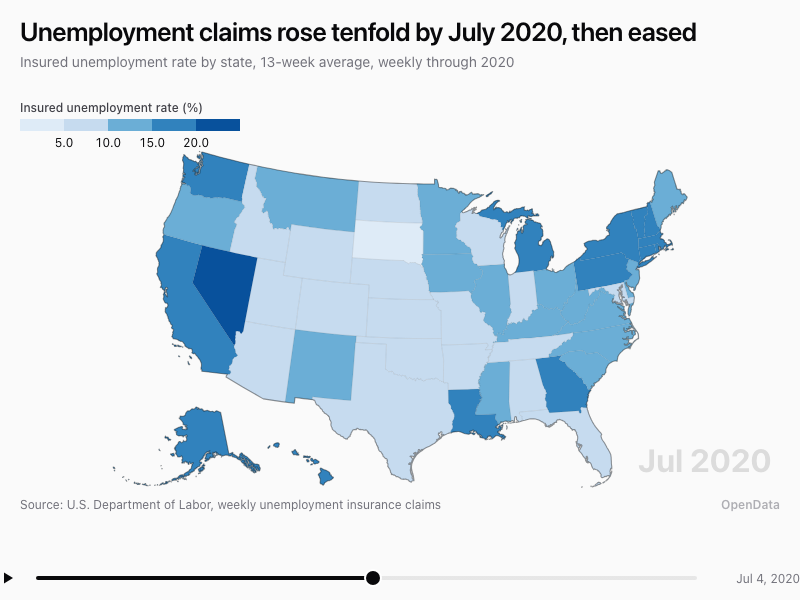 Unemployment claims rose tenfold by July 2020, then eased
Insured unemployment rate by state, 13-week average, weekly through 2020
Insured unemployment rate (%)
5.0 10.0 15.0 20.0
Jul 2020
Source: U.S. Department of Labor, weekly unemployment insurance claims
OpenData
Jul 4, 2020